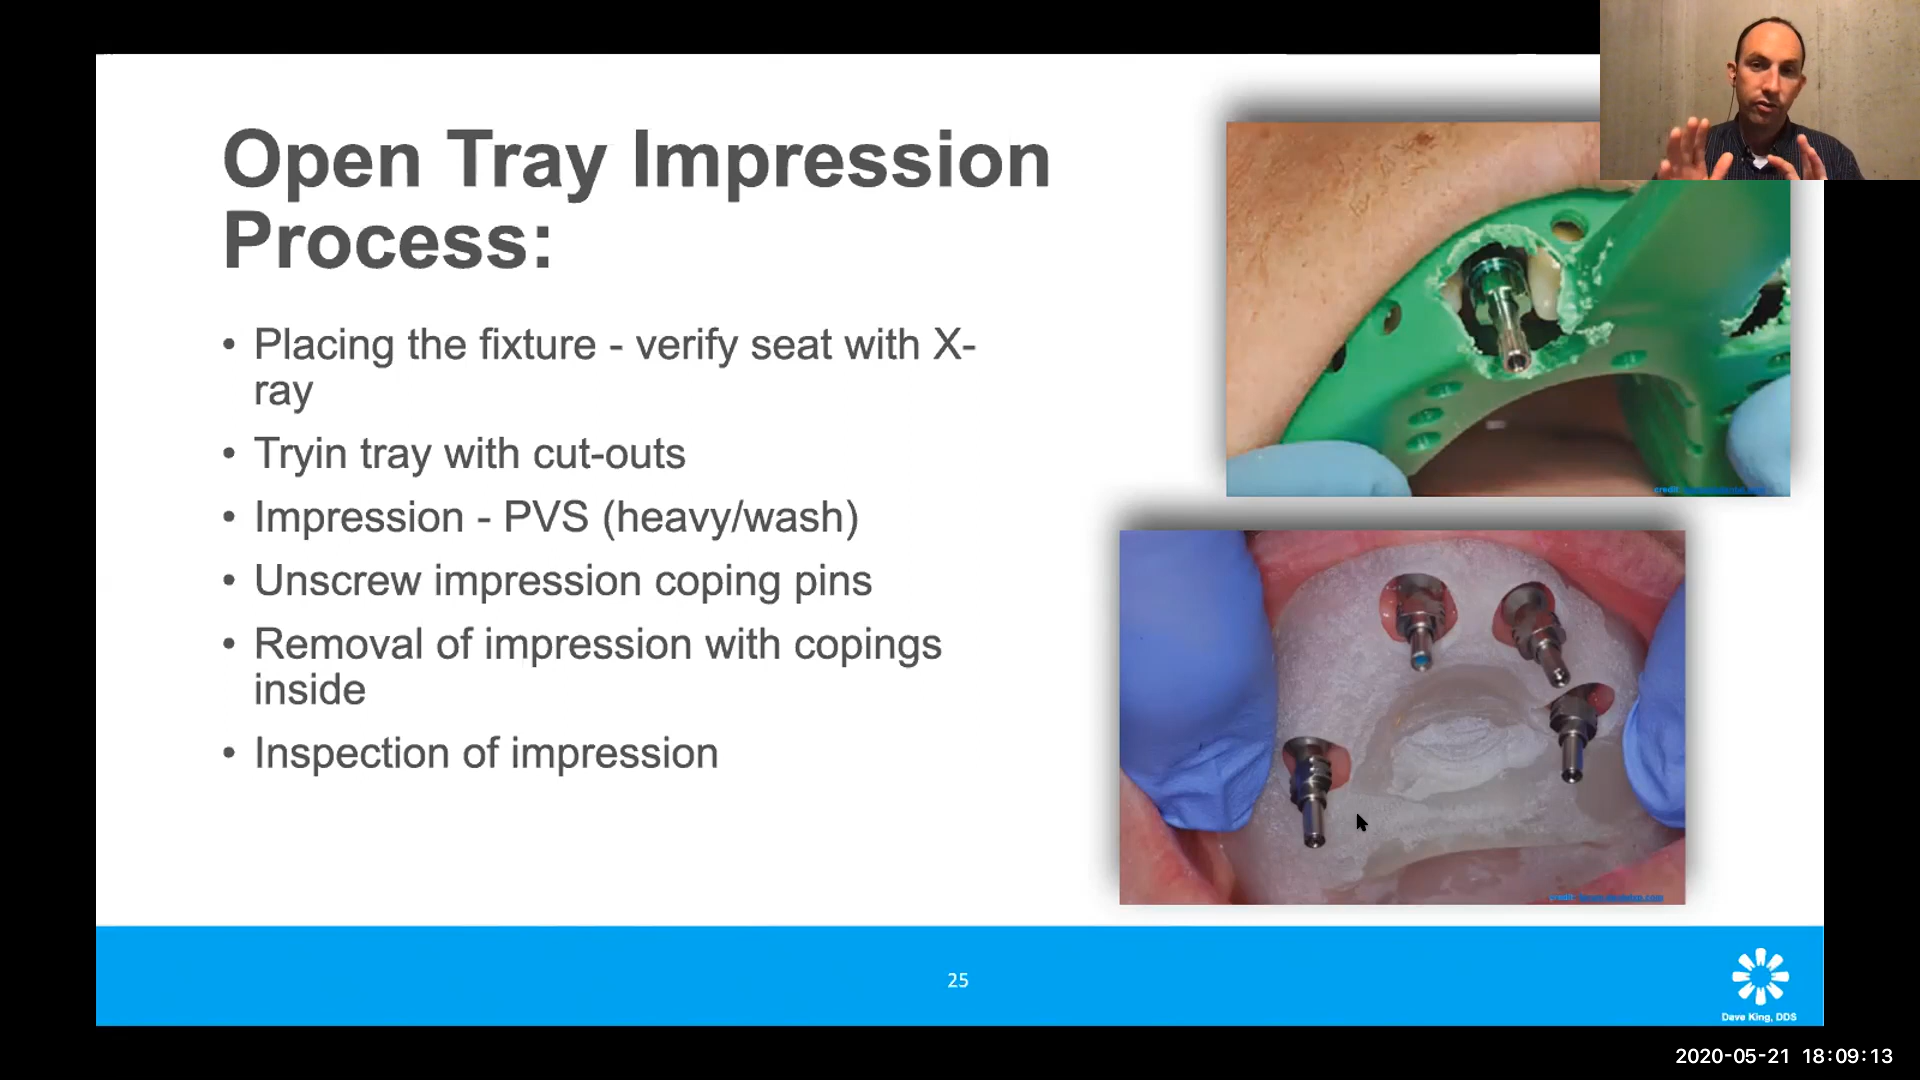 Open Tray Impression
Process:
• Placing the fixture - verify seat with X-
ray
• Tryin tray with cut-outs
• Impression - PVS (heavy/wash)
• Unscrew impression coping pins
• Removal of impression with copings
inside
• Inspection of impression
credit:
credit:
25
Dave King, DDS
2020-05-21 18:09:13